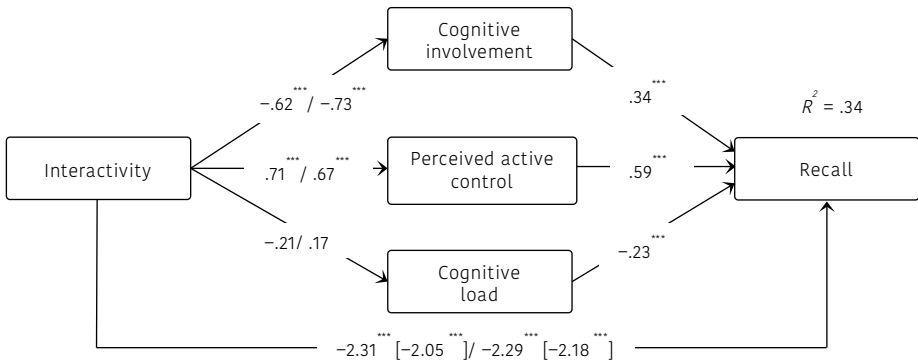 Cognitive
involvement
−.62***/ −.73***
.34***
R² = .34
Interactivity
.71***/ .67***
Perceived active
control
.59***
Recall
−.21/ .17
−.23***
Cognitive
load
−2.31***[−2.05***]/ −2.29***[−2.18***]